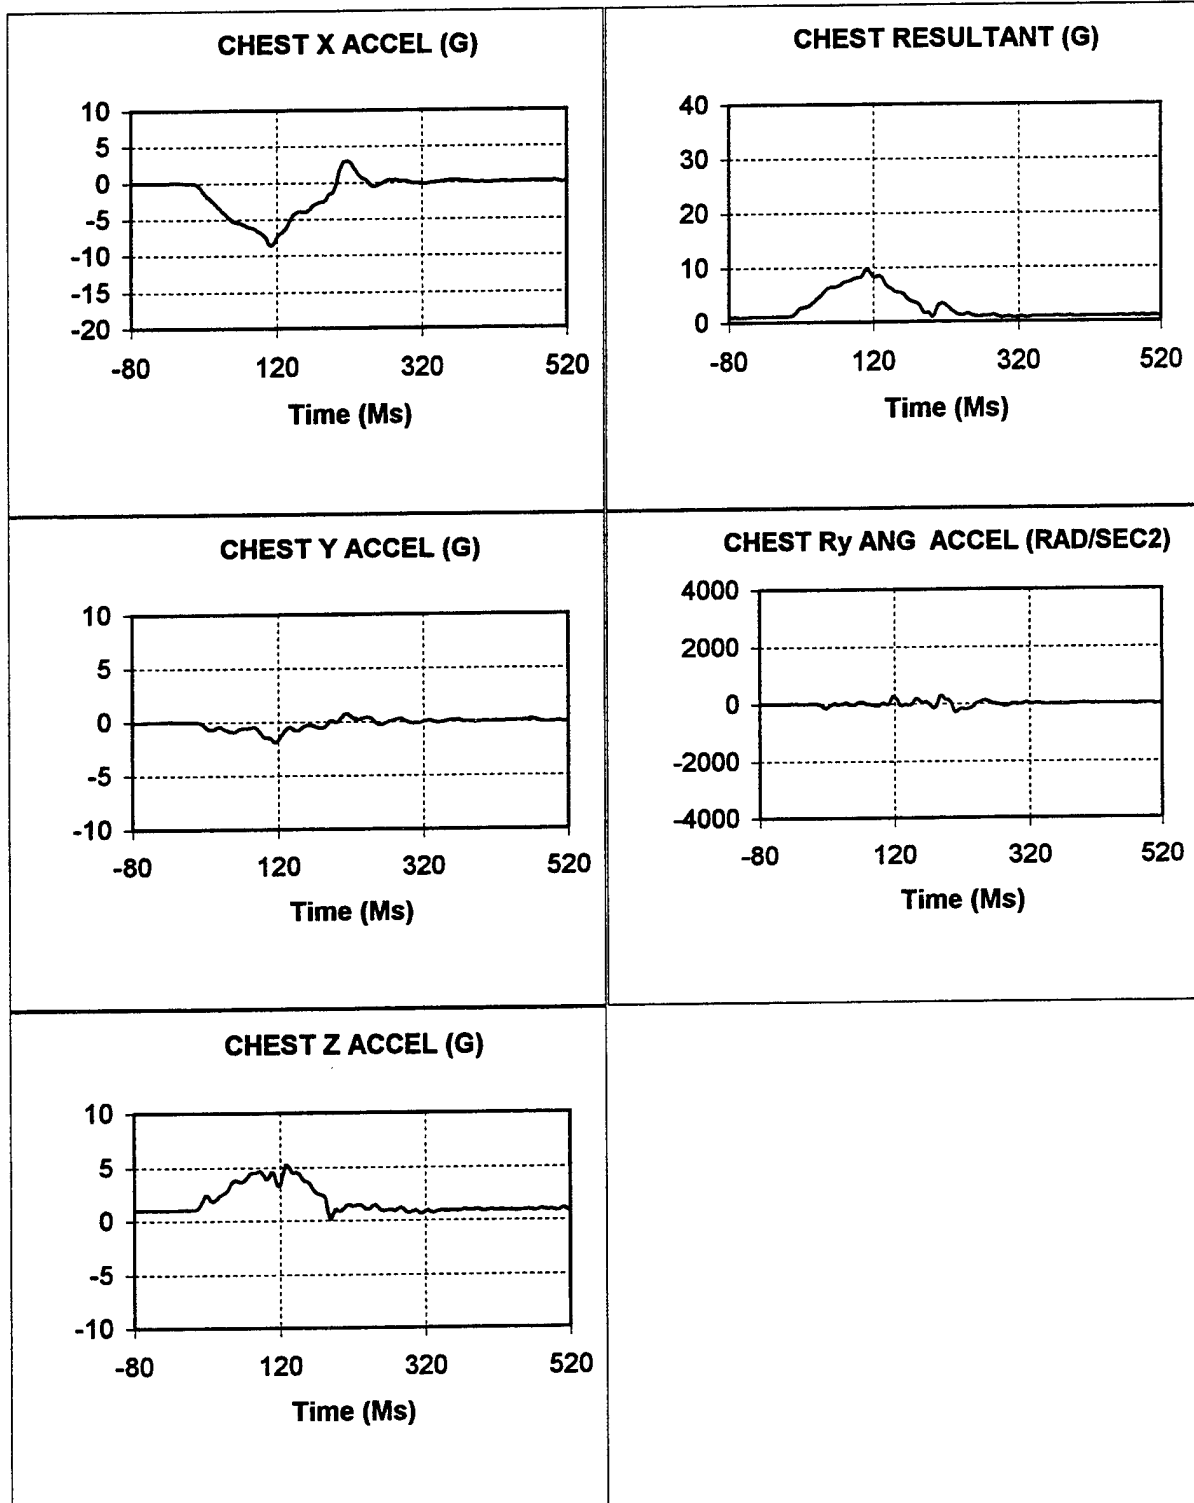 CHEST X ACCEL (G)
10
5
0
-5
-10
-15
-20
-80 120 320 520
Time (Ms)
CHEST RESULTANT (G)
40
30
20
10
0
-80 120 320 520
Time (Ms)
CHEST Y ACCEL (G)
10
5
0
-5
-10
-80 120 320 520
Time (Ms)
CHEST Ry ANG ACCEL (RAD/SEC2)
4000
2000
0
-2000
-4000
-80 120 320 520
Time (Ms)
CHEST Z ACCEL (G)
10
5
0
-5
-10
-80 120 320 520
Time (Ms)